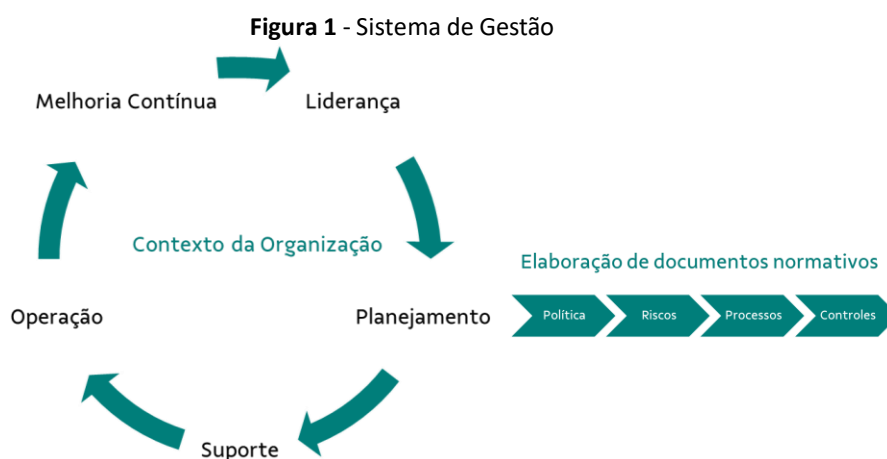 Figura 1 - Sistema de Gestão
Melhoria Contínua
Liderança
Contexto da Organização
Elaboração de documentos normativos
Operação
Planejamento
Política
Riscos
Processos
Controles
Suporte